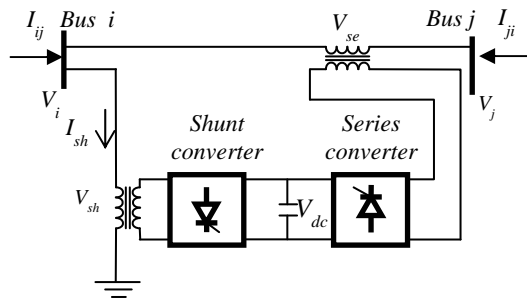 I_ij Bus i
V_se
Bus j I_ji
V_i
V_j
I_sh
Shunt converter
Series converter
V_sh
V_dc